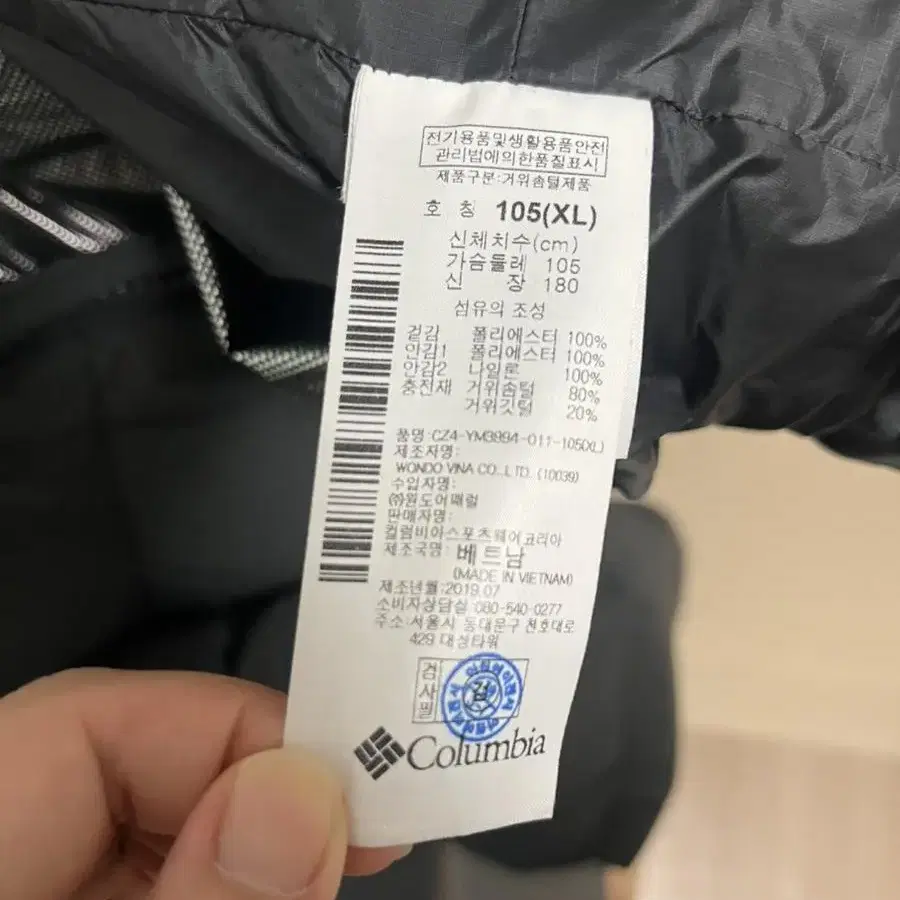 전기용품및생활용품안전
관리법에의한품질표시
제품구분:거위솜털제품
호 칭 105(XL)
신체치수(cm)
가슴둘레 105
신 장 180
섬유의 조성
겉감 폴리에스터 100%
안감1 폴리에스터 100%
안감2 나일론 100%
충전재 거위솜털 80%
거위깃털 20%
품명:CZ4-YM3994-011-105(XL)
제조자명:
WONDO VINA CO.,LTD. (10039)
수입자명:
㈜원도어패럴
판매자명:
컬럼비아스포츠웨어코리아
제조국명: 베트남
(MADE IN VIETNAM)
제조년월:2019.07
소비자상담실:080-540-0277
주소:서울시 동대문구 천호대로
429 대성타워
검사필
검
Columbia